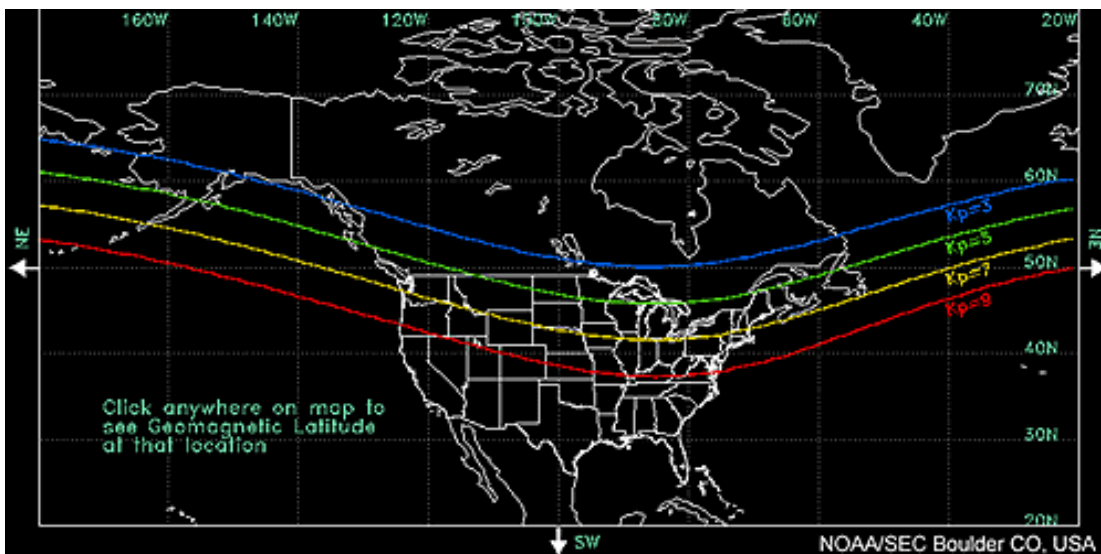 160W 140W 120W 100W 80W 60W 40W 20W
70N
60N
Kp=3
Kp=5
NE
NE
50N
Kp=7
Kp=9
40N
Click anywhere on map to
see Geomagnetic Latitude
at that location
30N
20N
SW
NOAA/SEC Boulder CO, USA